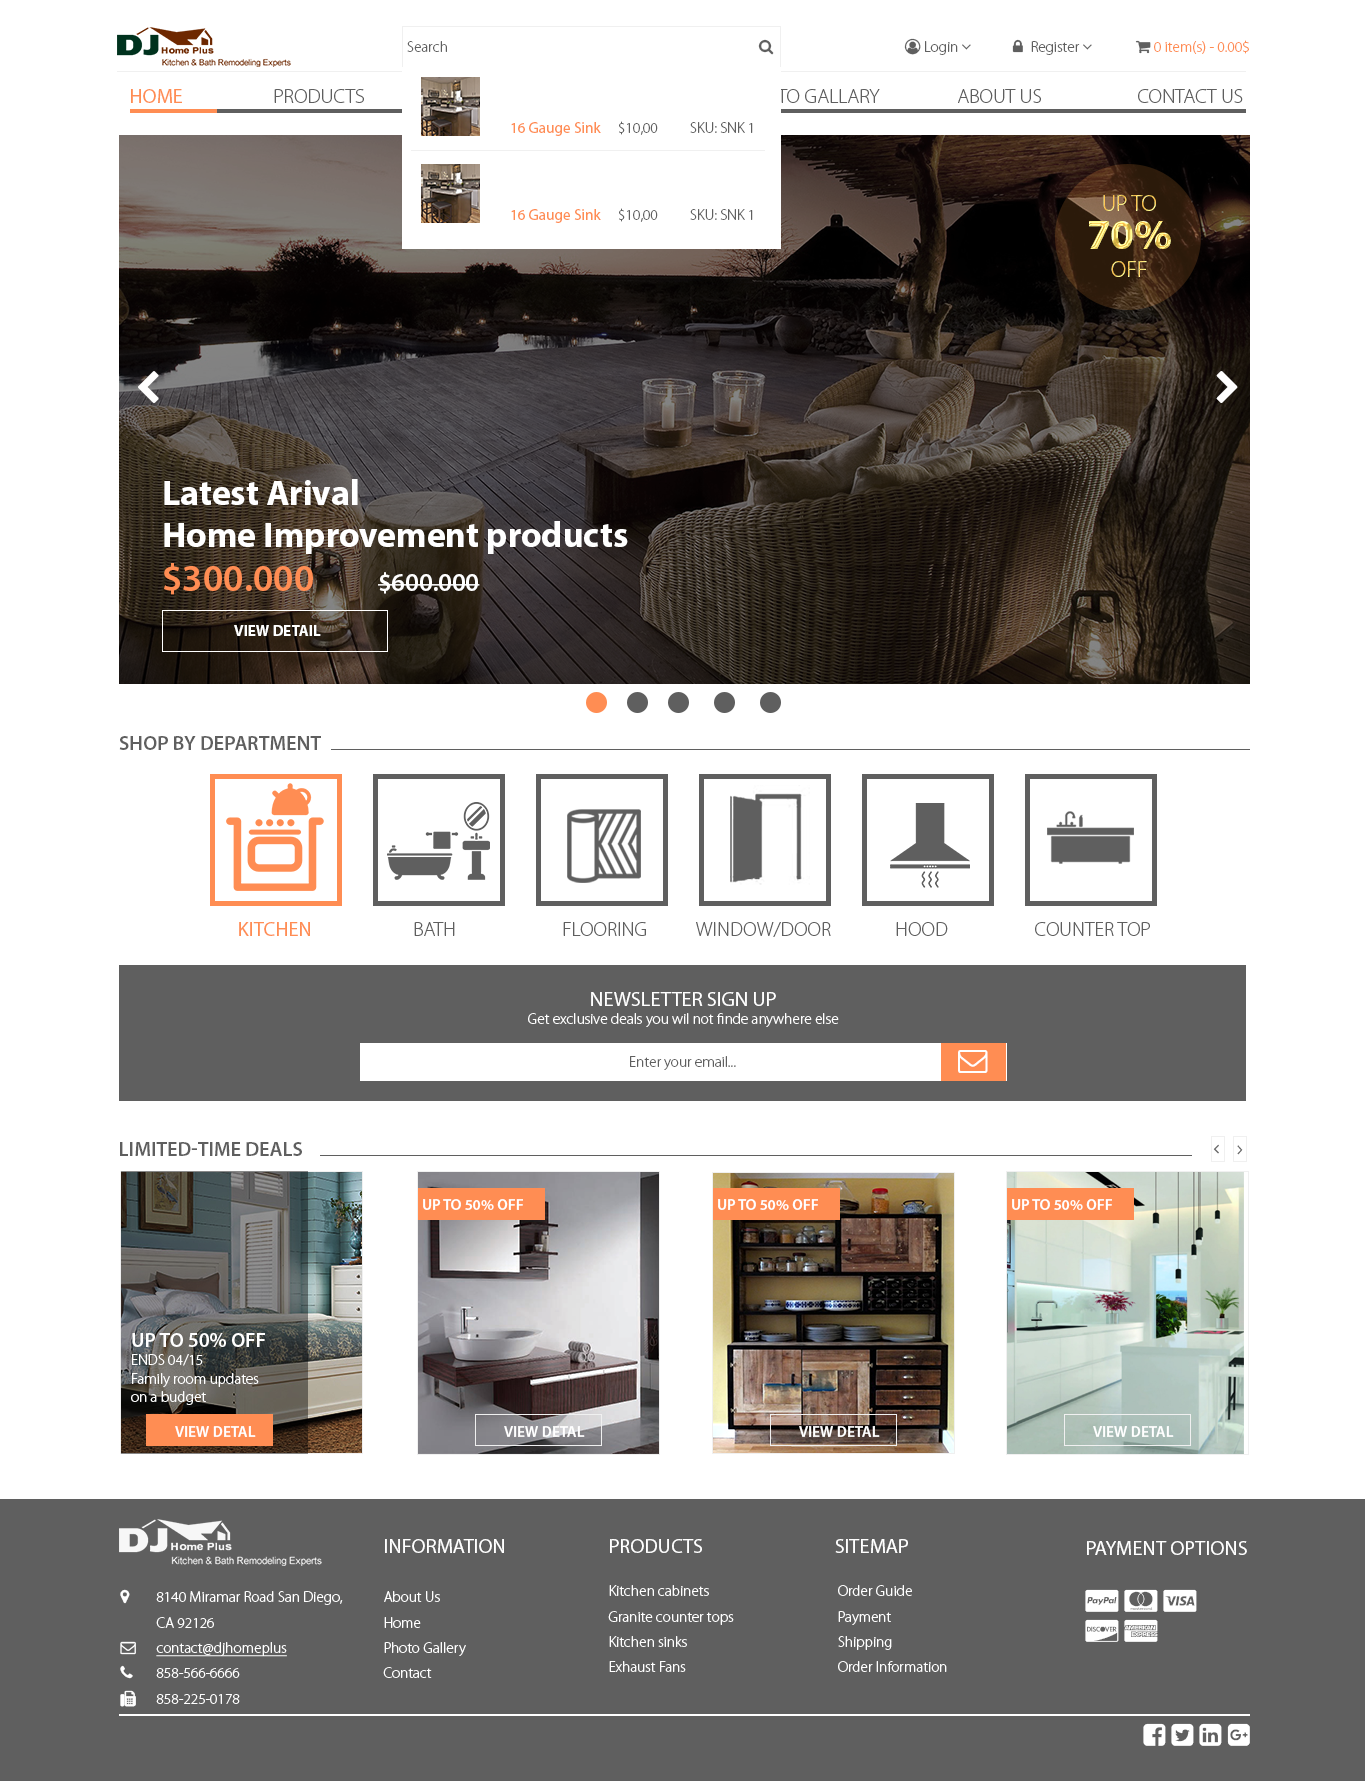 DJ Home Plus
Kitchen & Bath Remodeling Experts
Search
Login
Register
0 item(s) - 0.00$
HOME
PRODUCTS
TO GALLARY
ABOUT US
CONTACT US
16 Gauge Sink $10,00 SKU: SNK 1
16 Gauge Sink $10,00 SKU: SNK 1
UP TO
70%
OFF
Latest Arival
Home Improvement products
$300.000 $600.000
VIEW DETAIL
SHOP BY DEPARTMENT
KITCHEN
BATH
FLOORING
WINDOW/DOOR
HOOD
COUNTER TOP
NEWSLETTER SIGN UP
Get exclusive deals you wil not finde anywhere else
Enter your email...
LIMITED-TIME DEALS
UP TO 50% OFF
ENDS 04/15
Family room updates
on a budget
VIEW DETAL
UP TO 50% OFF
VIEW DETAL
UP TO 50% OFF
VIEW DETAL
UP TO 50% OFF
VIEW DETAL
DJ Home Plus
Kitchen & Bath Remodeling Experts
8140 Miramar Road San Diego,
CA 92126
contact@djhomeplus
858-566-6666
858-225-0178
INFORMATION
About Us
Home
Photo Gallery
Contact
PRODUCTS
Kitchen cabinets
Granite counter tops
Kitchen sinks
Exhaust Fans
SITEMAP
Order Guide
Payment
Shipping
Order Information
PAYMENT OPTIONS
PayPal
VISA
DISCOVER
AMERICAN EXPRESS